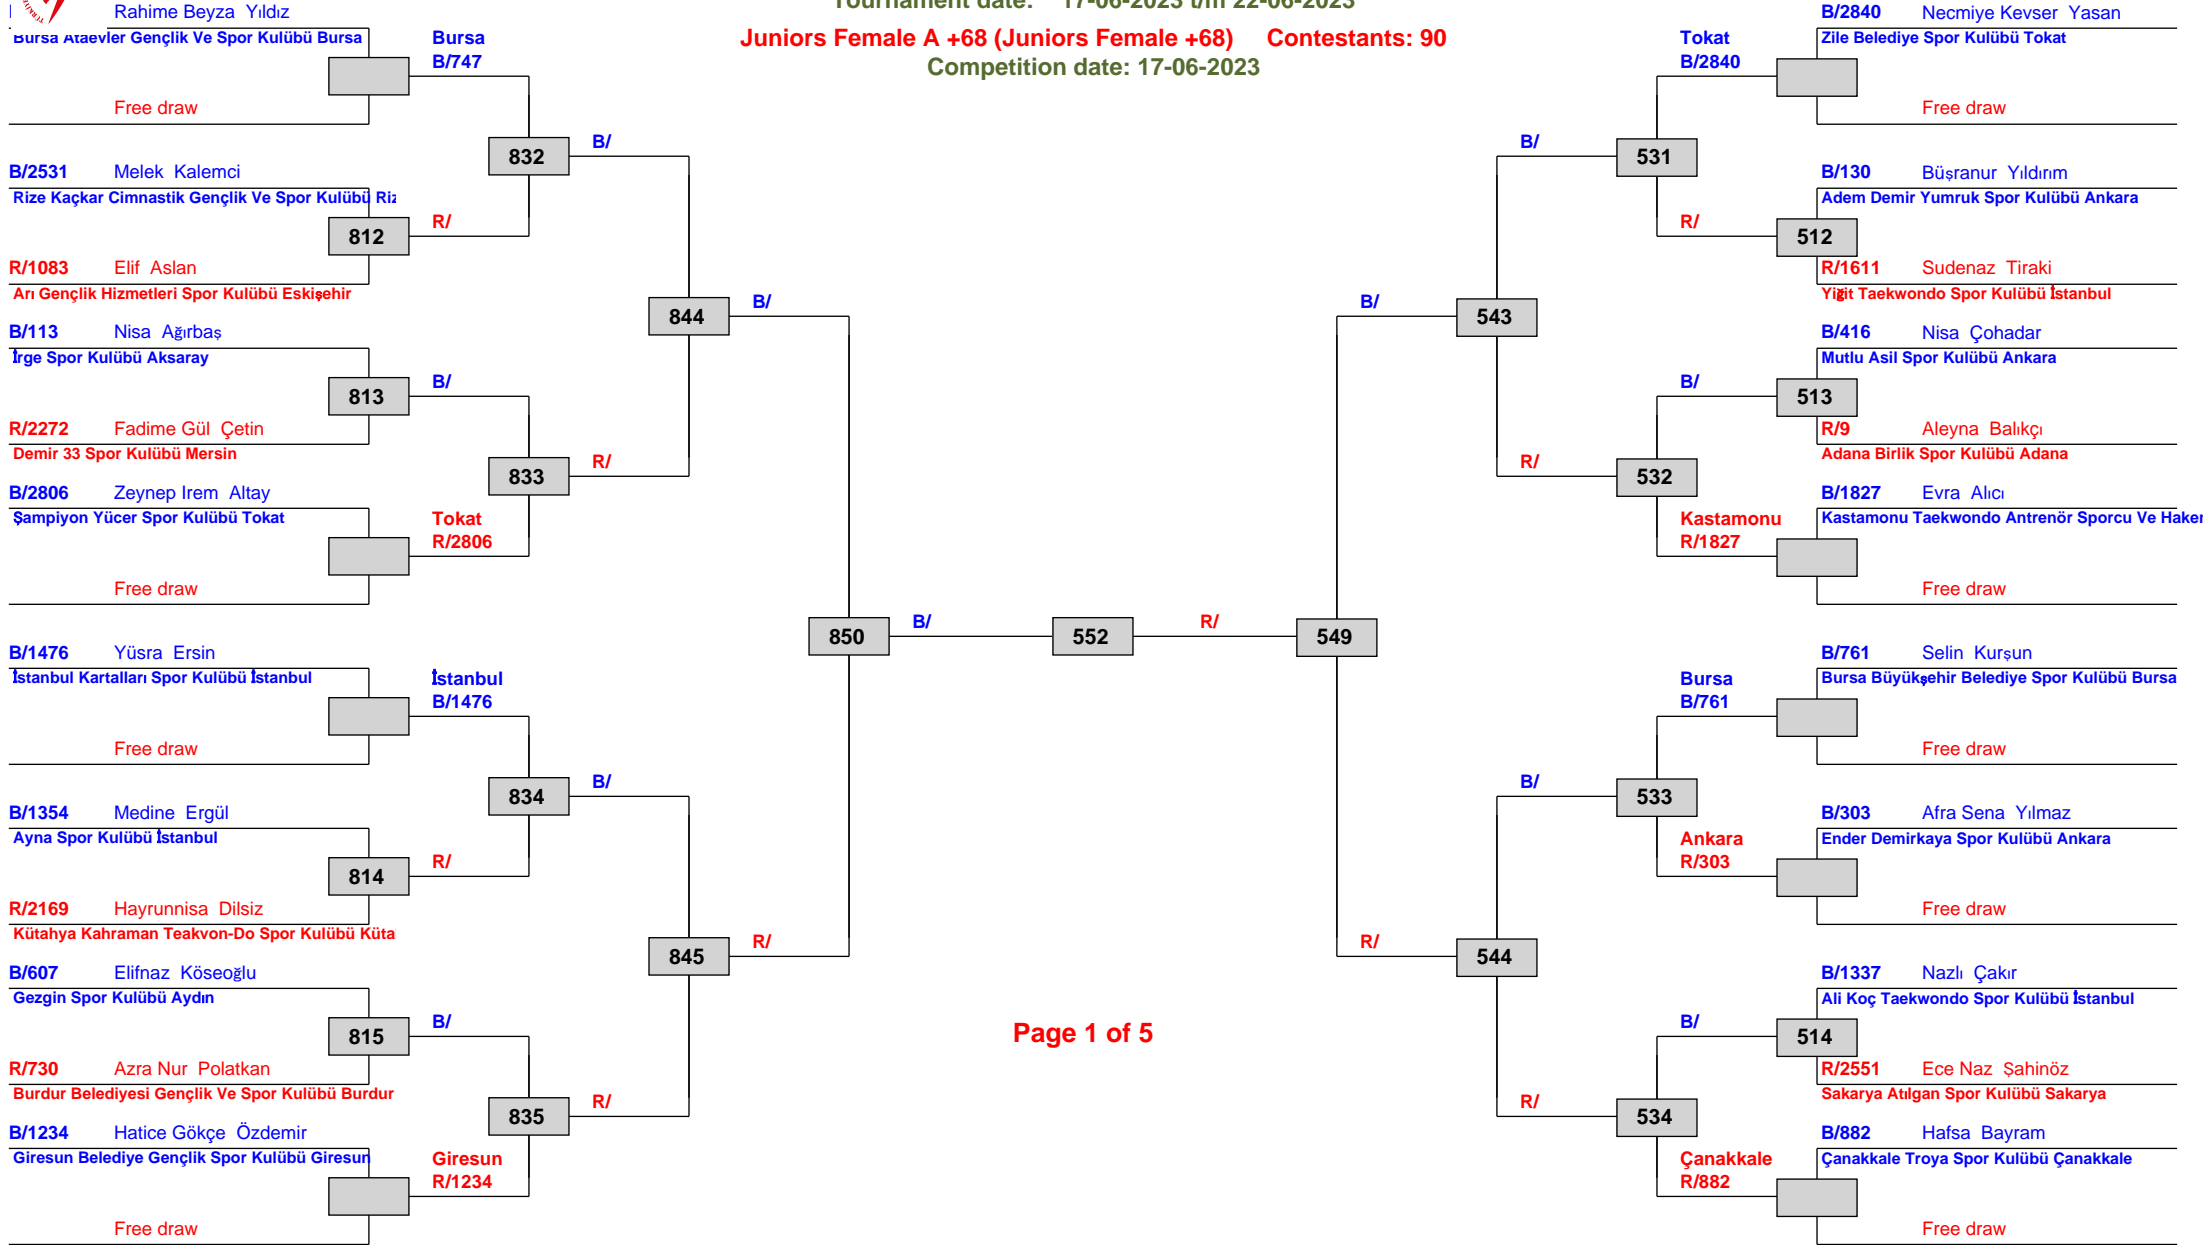 Tournament date: 17-06-2023 t/m 22-06-2023
Juniors Female A +68 (Juniors Female +68) Contestants: 90
Competition date: 17-06-2023
Rahime Beyza Yıldız
Bursa Ataevler Gençlik Ve Spor Kulübü Bursa
Bursa
B/747
Free draw
832
B/
B/2531 Melek Kalemci
Rize Kaçkar Cimnastik Gençlik Ve Spor Kulübü Riz
812
R/
R/1083 Elif Aslan
Arı Gençlik Hizmetleri Spor Kulübü Eskişehir
844
B/
B/113 Nisa Ağırbaş
İrge Spor Kulübü Aksaray
813
B/
R/2272 Fadime Gül Çetin
Demir 33 Spor Kulübü Mersin
833
R/
B/2806 Zeynep Irem Altay
Şampiyon Yücer Spor Kulübü Tokat
Tokat
R/2806
Free draw
850
B/
552
R/
549
B/1476 Yüsra Ersin
İstanbul Kartalları Spor Kulübü İstanbul
İstanbul
B/1476
Free draw
834
B/
B/1354 Medine Ergül
Ayna Spor Kulübü İstanbul
814
R/
R/2169 Hayrunnisa Dilsiz
Kütahya Kahraman Teakvon-Do Spor Kulübü Küta
845
R/
B/607 Elifnaz Köseoğlu
Gezgin Spor Kulübü Aydın
815
B/
R/730 Azra Nur Polatkan
Burdur Belediyesi Gençlik Ve Spor Kulübü Burdur
835
R/
B/1234 Hatice Gökçe Özdemir
Giresun Belediye Gençlik Spor Kulübü Giresun
Giresun
R/1234
Free draw
Page 1 of 5
B/2840 Necmiye Kevser Yasan
Zile Belediye Spor Kulübü Tokat
Tokat
B/2840
Free draw
B/
531
B/130 Büşranur Yıldırım
Adem Demir Yumruk Spor Kulübü Ankara
R/
512
R/1611 Sudenaz Tiraki
Yiğit Taekwondo Spor Kulübü İstanbul
B/
543
B/416 Nisa Çohadar
Mutlu Asil Spor Kulübü Ankara
B/
513
R/9 Aleyna Balıkçı
Adana Birlik Spor Kulübü Adana
R/
532
B/1827 Evra Alıcı
Kastamonu Taekwondo Antrenör Sporcu Ve Haker
Kastamonu
R/1827
Free draw
B/761 Selin Kurşun
Bursa Büyükşehir Belediye Spor Kulübü Bursa
Bursa
B/761
Free draw
B/
533
B/303 Afra Sena Yılmaz
Ender Demirkaya Spor Kulübü Ankara
Ankara
R/303
Free draw
R/
544
B/1337 Nazlı Çakır
Ali Koç Taekwondo Spor Kulübü İstanbul
B/
514
R/2551 Ece Naz Şahinöz
Sakarya Atılgan Spor Kulübü Sakarya
R/
534
B/882 Hafsa Bayram
Çanakkale Troya Spor Kulübü Çanakkale
Çanakkale
R/882
Free draw